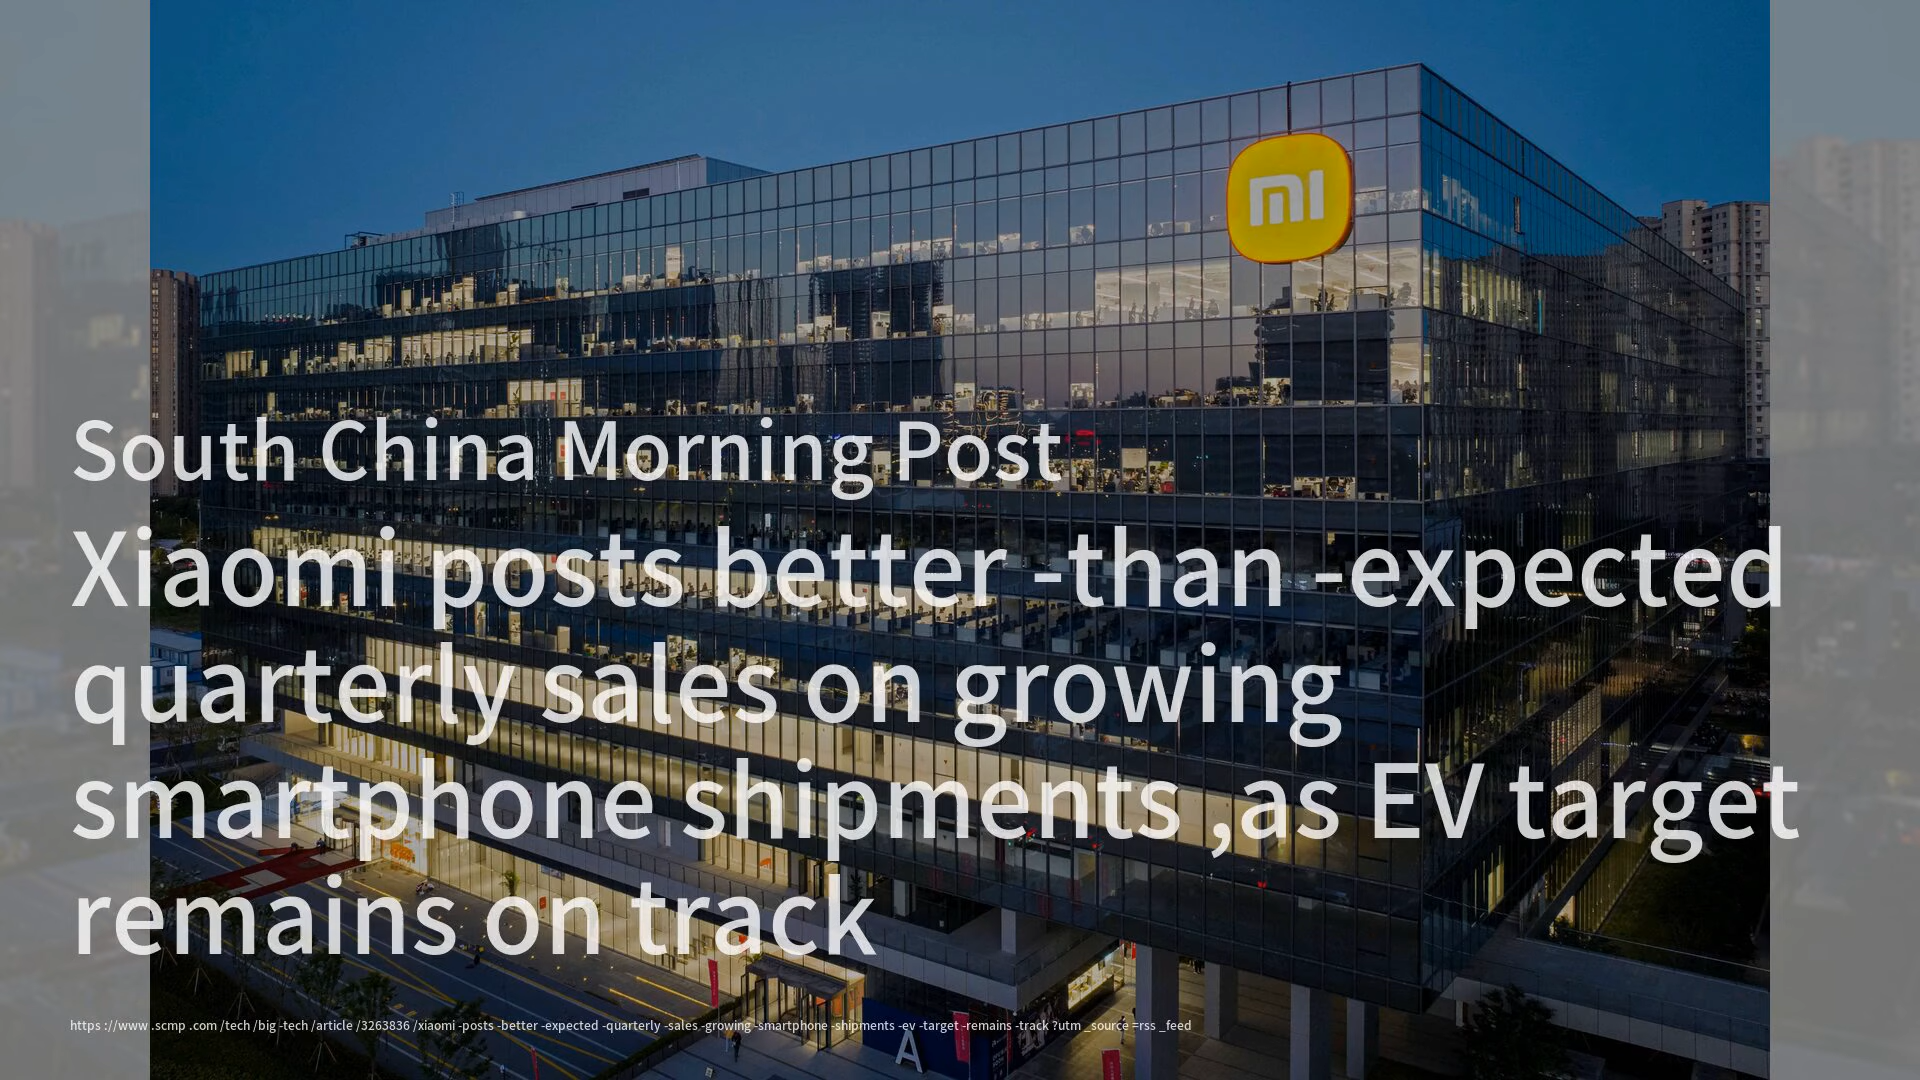 mi
South China Morning Post
Xiaomi posts better -than -expected
quarterly sales on growing
smartphone shipments ,as EV target
remains on track
https ://www .scmp .com /tech /big -tech /article /3263836 /xiaomi -posts -better -expected -quarterly -sales -growing -smartphone -shipments -ev -target -remains -track ?utm _source =rss _feed
A